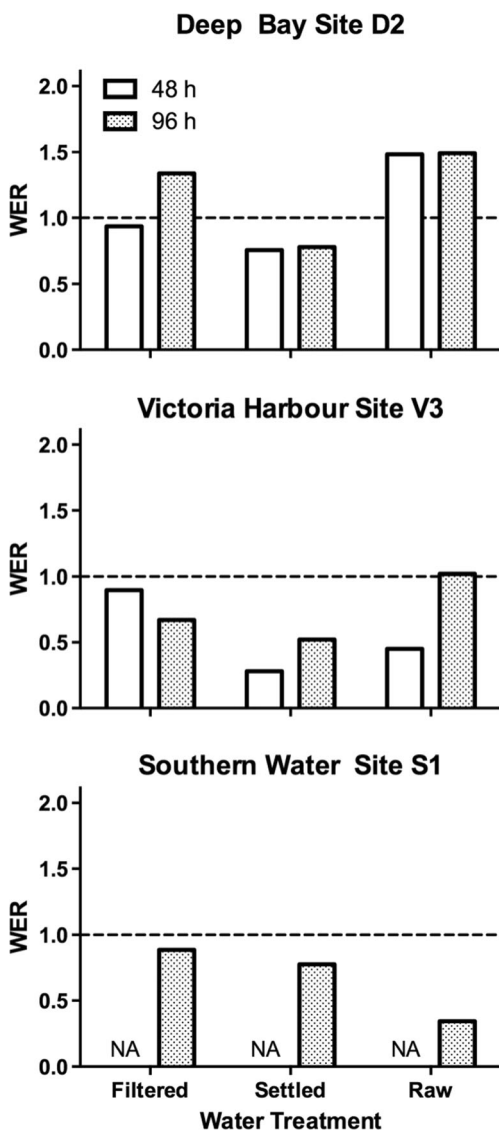 Deep Bay Site D2
48 h
96 h
WER
2.0
1.5
1.0
0.5
0.0
Victoria Harbour Site V3
WER
2.0
1.5
1.0
0.5
0.0
Southern Water Site S1
WER
2.0
1.5
1.0
0.5
0.0
NA NA NA
Filtered Settled Raw
Water Treatment